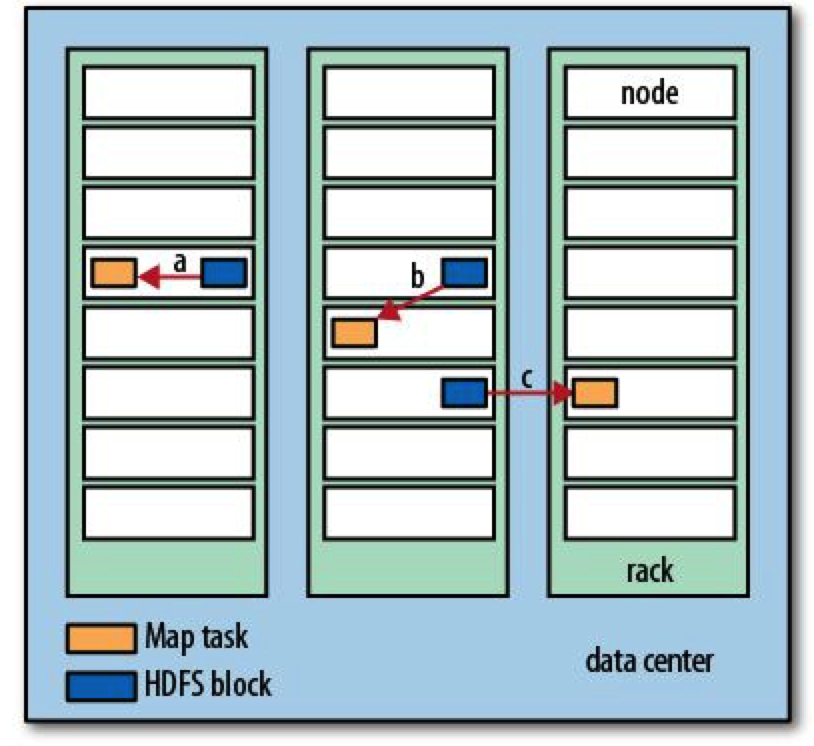 node
a
b
c
rack
Map task
HDFS block
data center